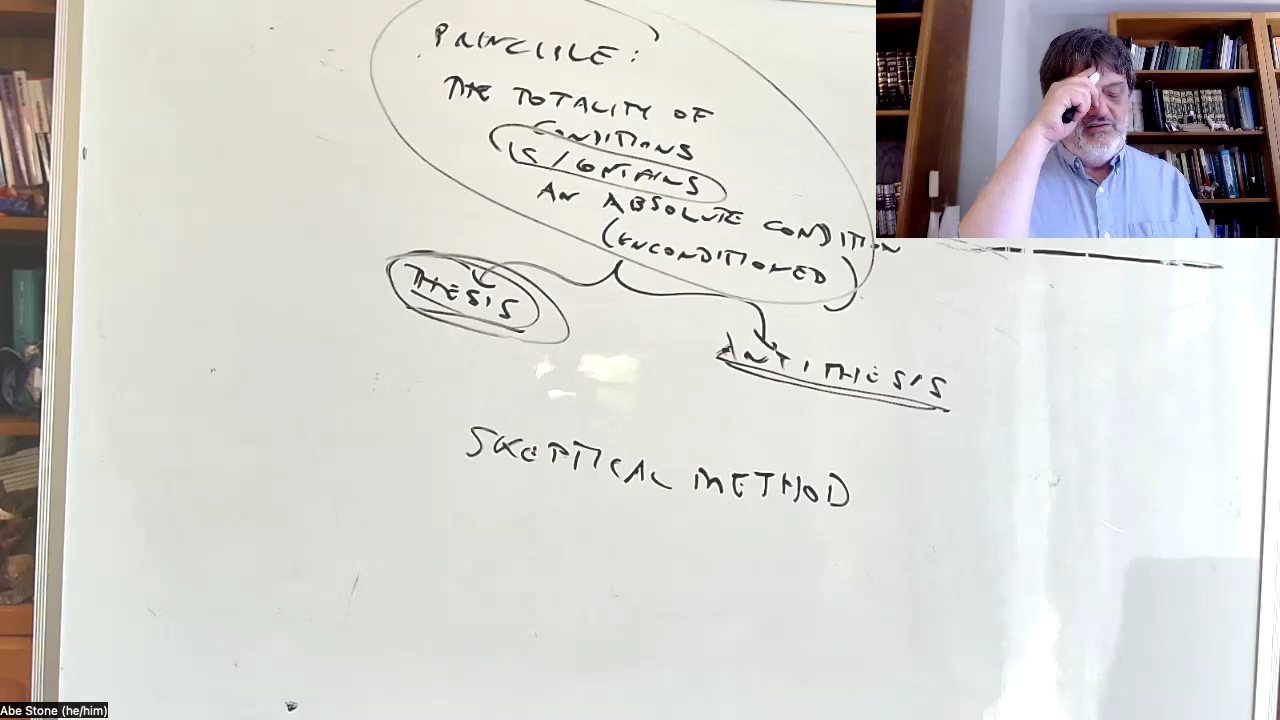 PRINCIPLE:
THE TOTALITY OF
CONDITIONS
IS/CONTAINS
AN ABSOLUTE CONDITION
(UNCONDITIONED)
THESIS
ANTITHESIS
SKEPTICAL METHOD
Abe Stone (he/him)